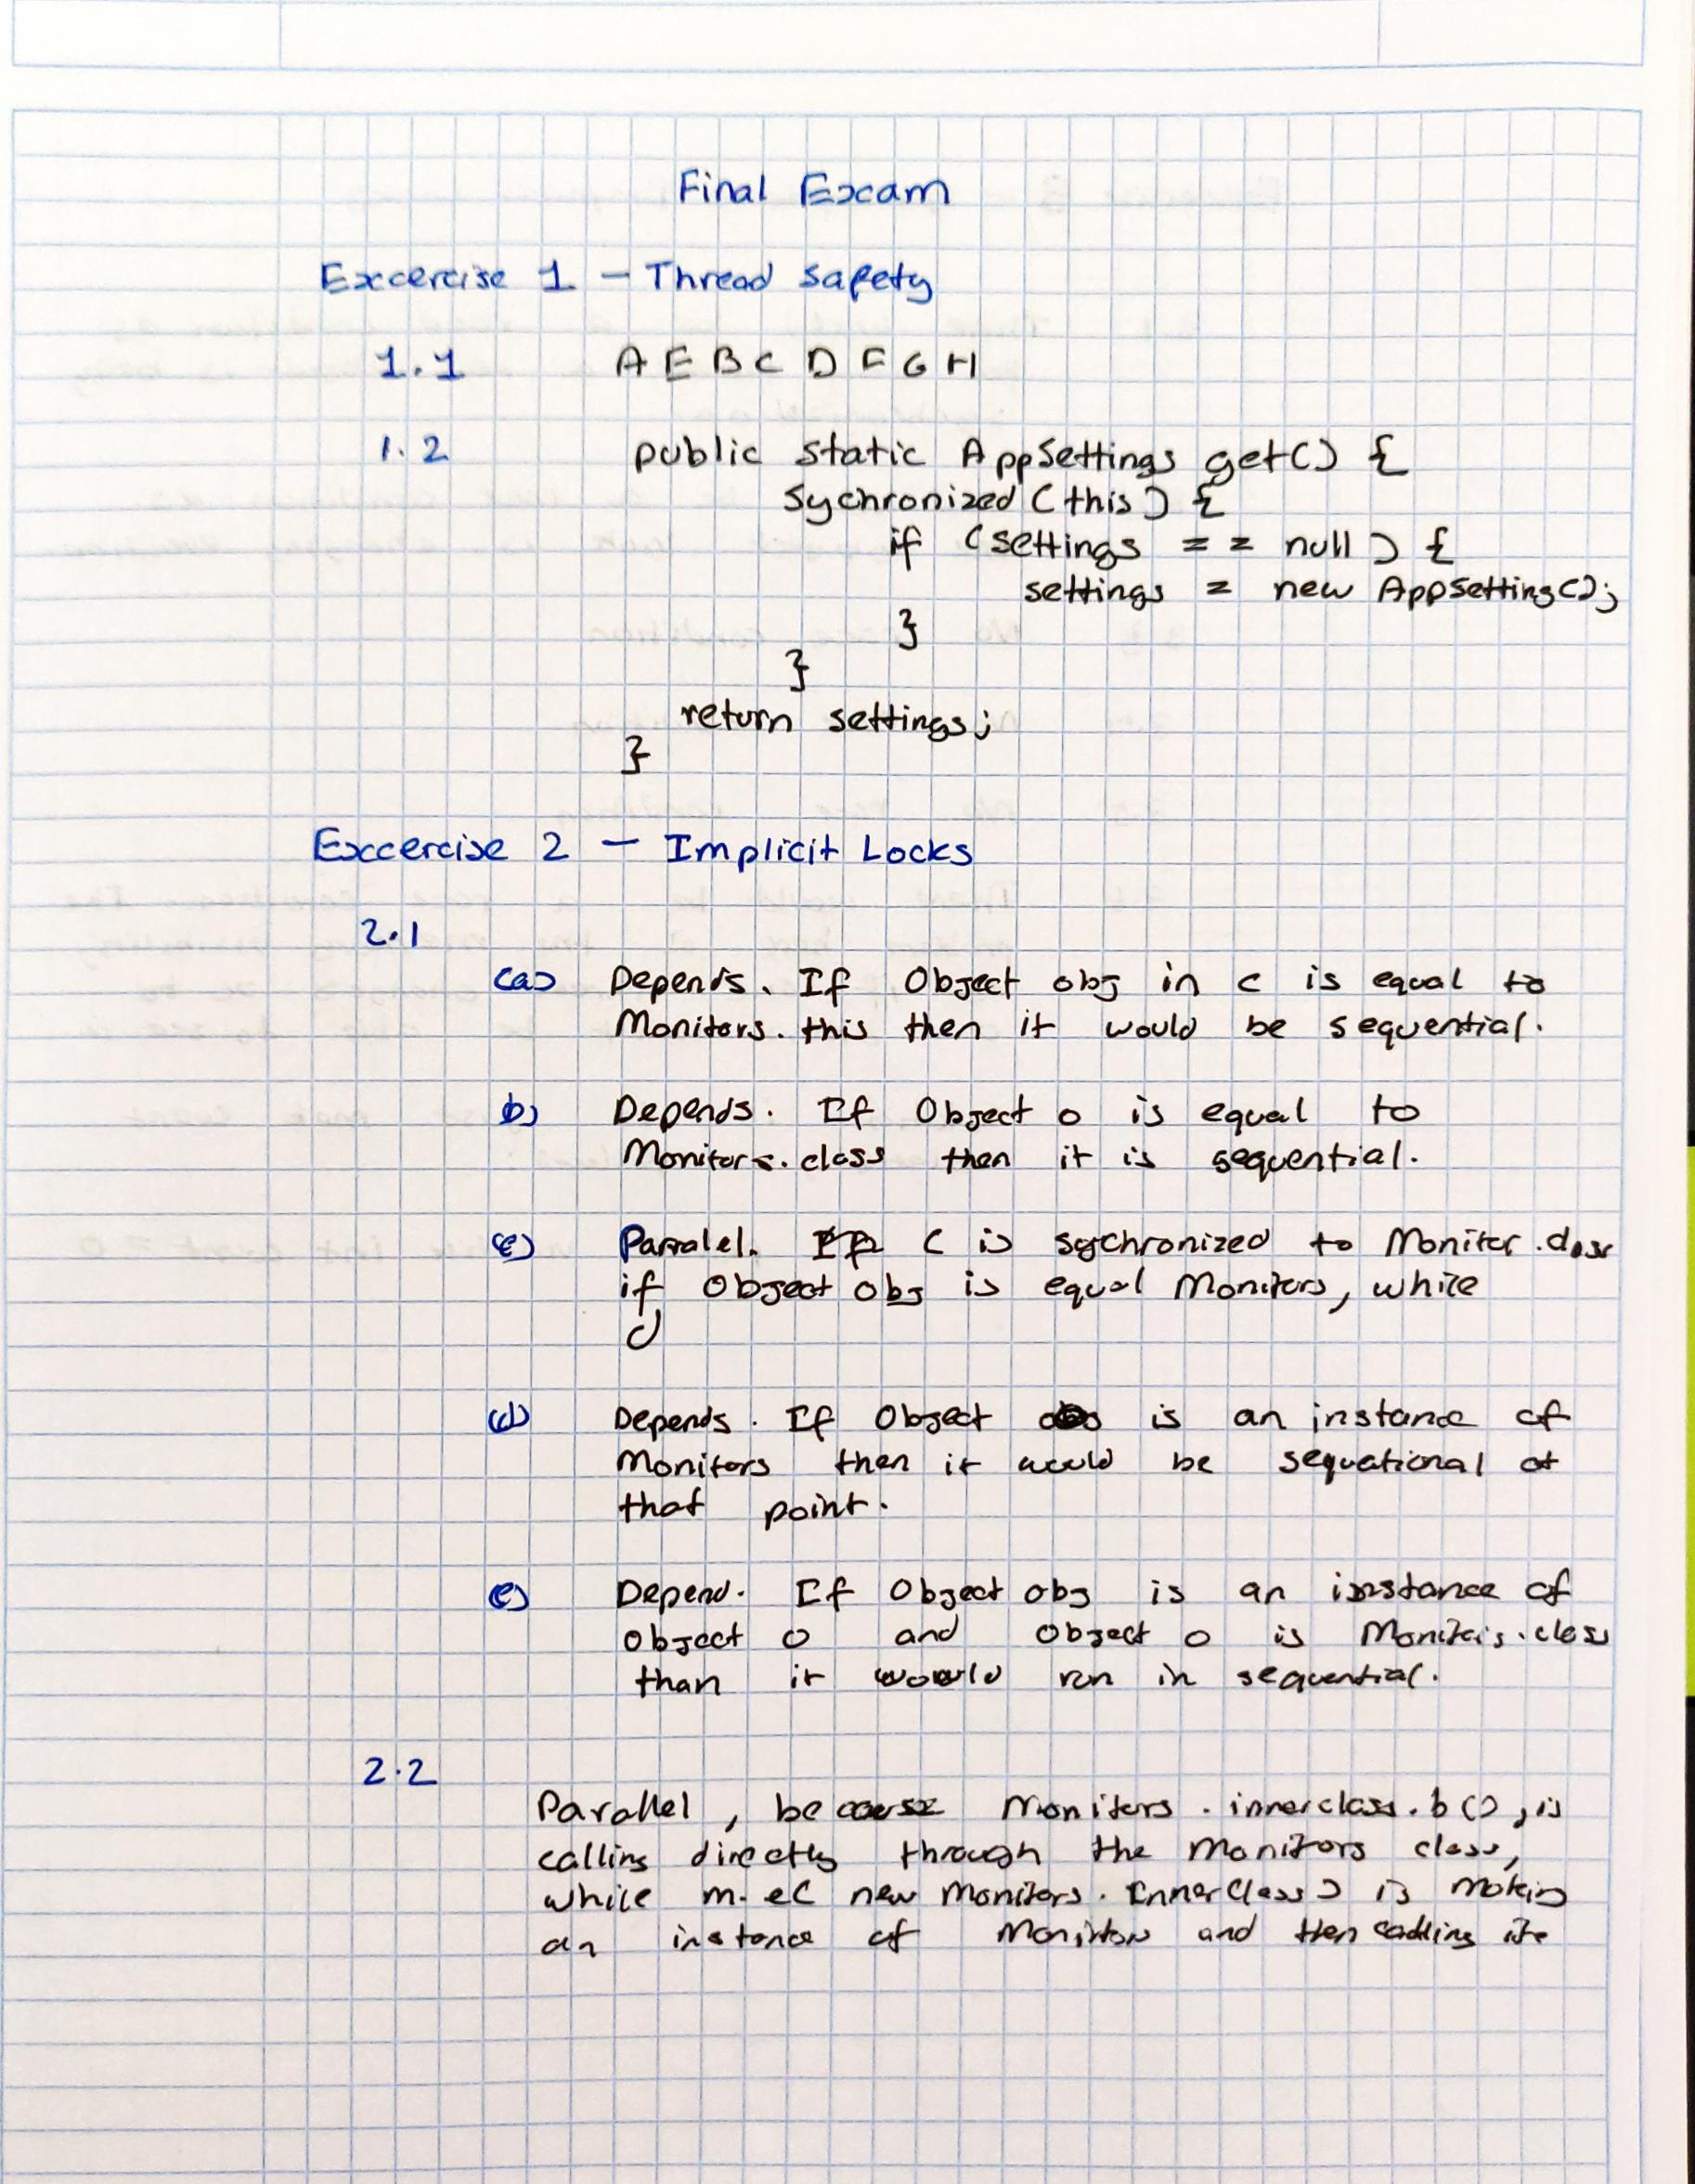 Final Excam
Excercise 1 - Thread safety
1.1 A E B C D F G H
1.2 public static AppSettings get() {
sychronized (this) {
if (settings == null) {
settings = new AppSetting();
}
}
return settings;
}
Excercise 2 - Implicit Locks
2.1
(a) Depends. If Object obj in c is equal to
Monitors.this then it would be sequential.
b) Depends. If Object o is equal to
Monitors.class then it is sequential.
(c) Paralel. C is sychronized to Monitor.class
if Object obj is equal Monitors, while
d
(d) Depends. If Object is an instance of
Monitors then it would be sequational at
that point.
(e) Depend. If Object obj is an instance of
Object o and Object o is Monitors.class
than it would run in sequential.
2.2
Parallel, because Monitors.innerclass.b(), is
calling directly through the Monitors class,
while m.e( new Monitors.InnerClass) is making
an instance of Monitors and then calling